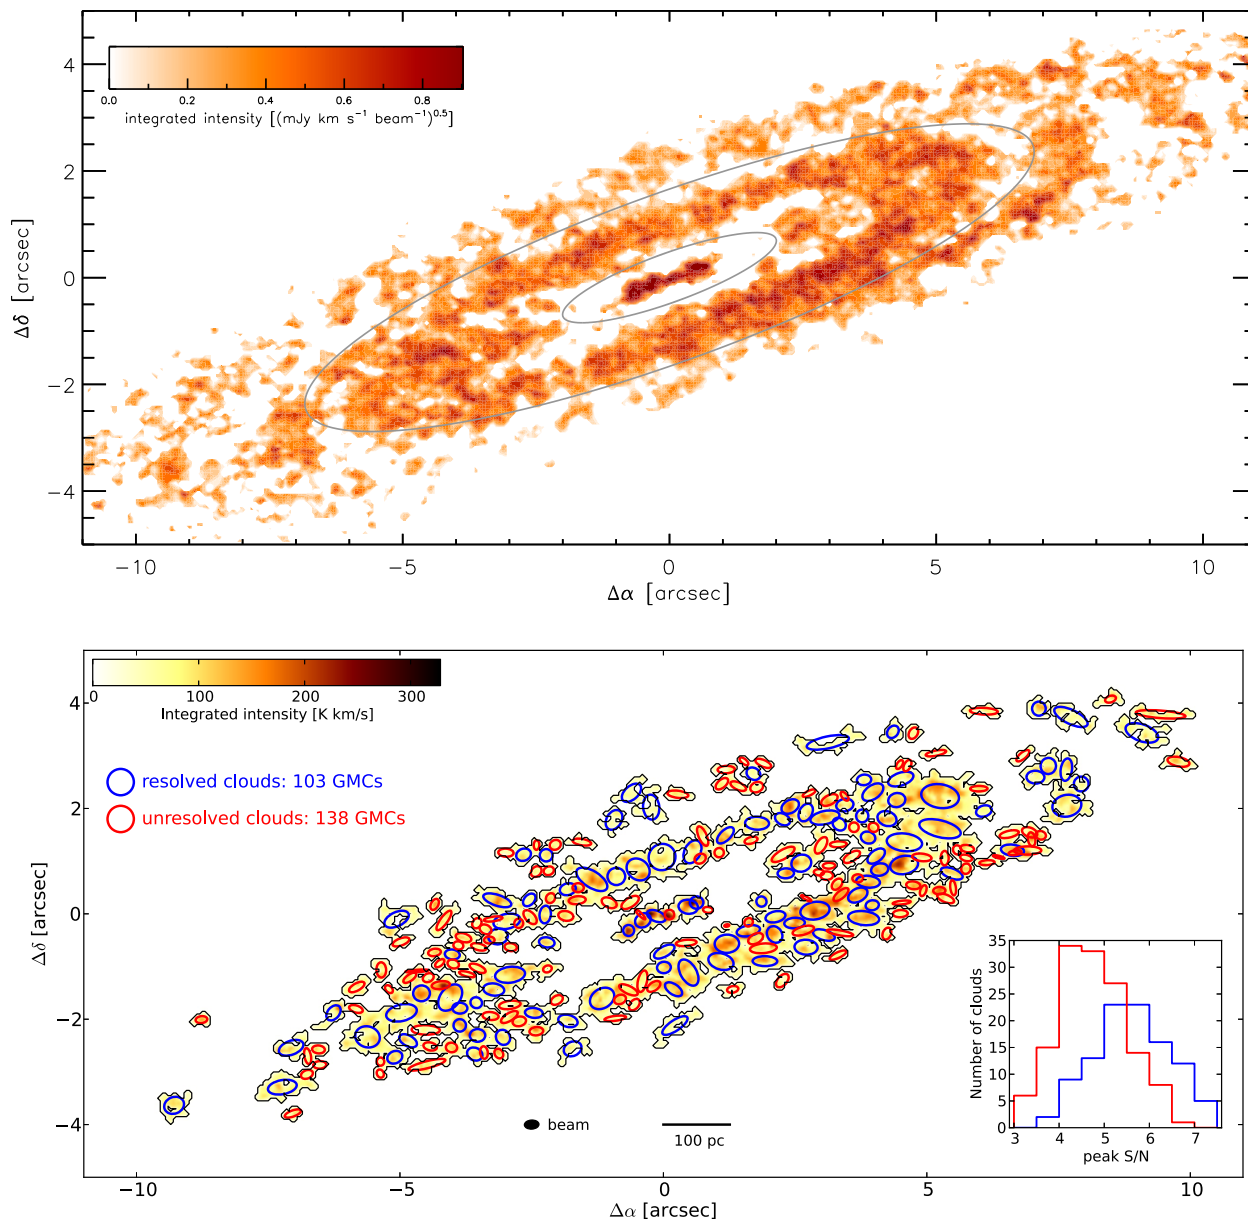 4
2
0
−2
−4
Δδ [arcsec]
0.0 0.2 0.4 0.6 0.8
integrated intensity [(mJy km s⁻¹ beam⁻¹)⁰·⁵]
−10 −5 0 5 10
Δα [arcsec]
4
2
0
−2
−4
Δδ [arcsec]
0 100 200 300
Integrated intensity [K km/s]
resolved clouds: 103 GMCs
unresolved clouds: 138 GMCs
beam
100 pc
35
30
25
20
15
10
5
0
Number of clouds
3 4 5 6 7
peak S/N
−10 −5 0 5 10
Δα [arcsec]